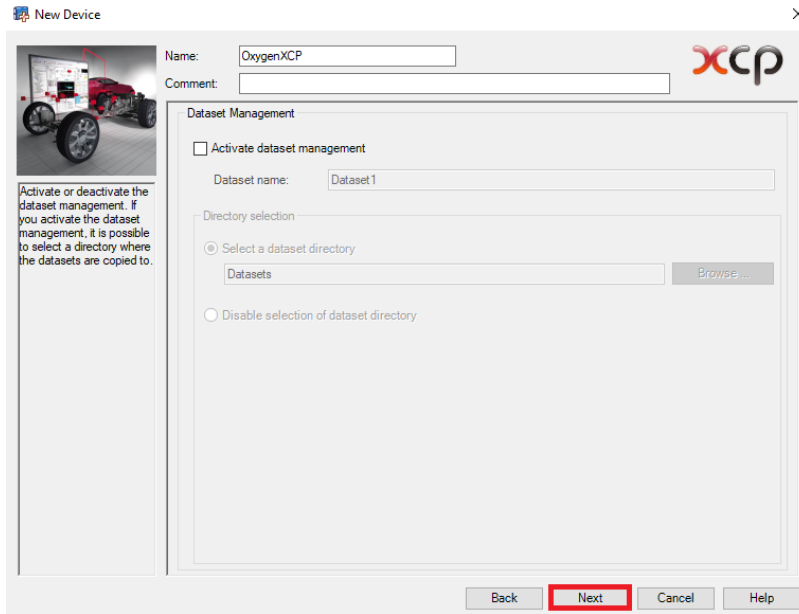 New Device
Name: OxygenXCP
Comment:
xcp
Activate or deactivate the
dataset management. If
you activate the dataset
management, it is possible
to select a directory where
the datasets are copied to.
Dataset Management
Activate dataset management
Dataset name: Dataset1
Directory selection
Select a dataset directory
Datasets Browse ...
Disable selection of dataset directory
Back Next Cancel Help